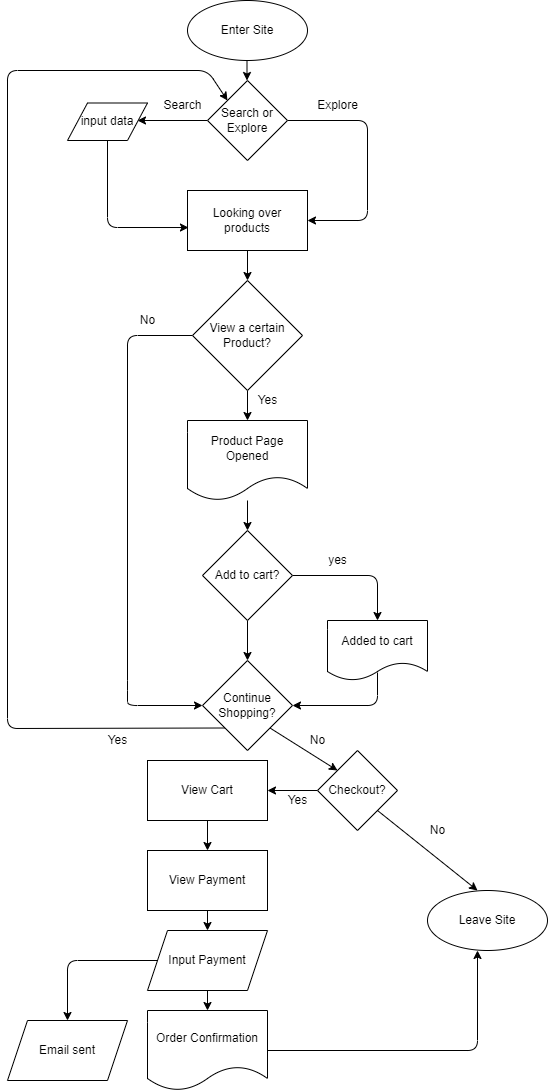 Enter Site
Search
Explore
input data
Search or
Explore
Looking over
products
No
View a certain
Product?
Yes
Product Page
Opened
yes
Add to cart?
Added to cart
Continue
Shopping?
Yes
No
View Cart
Yes
Checkout?
No
View Payment
Leave Site
Input Payment
Order Confirmation
Email sent